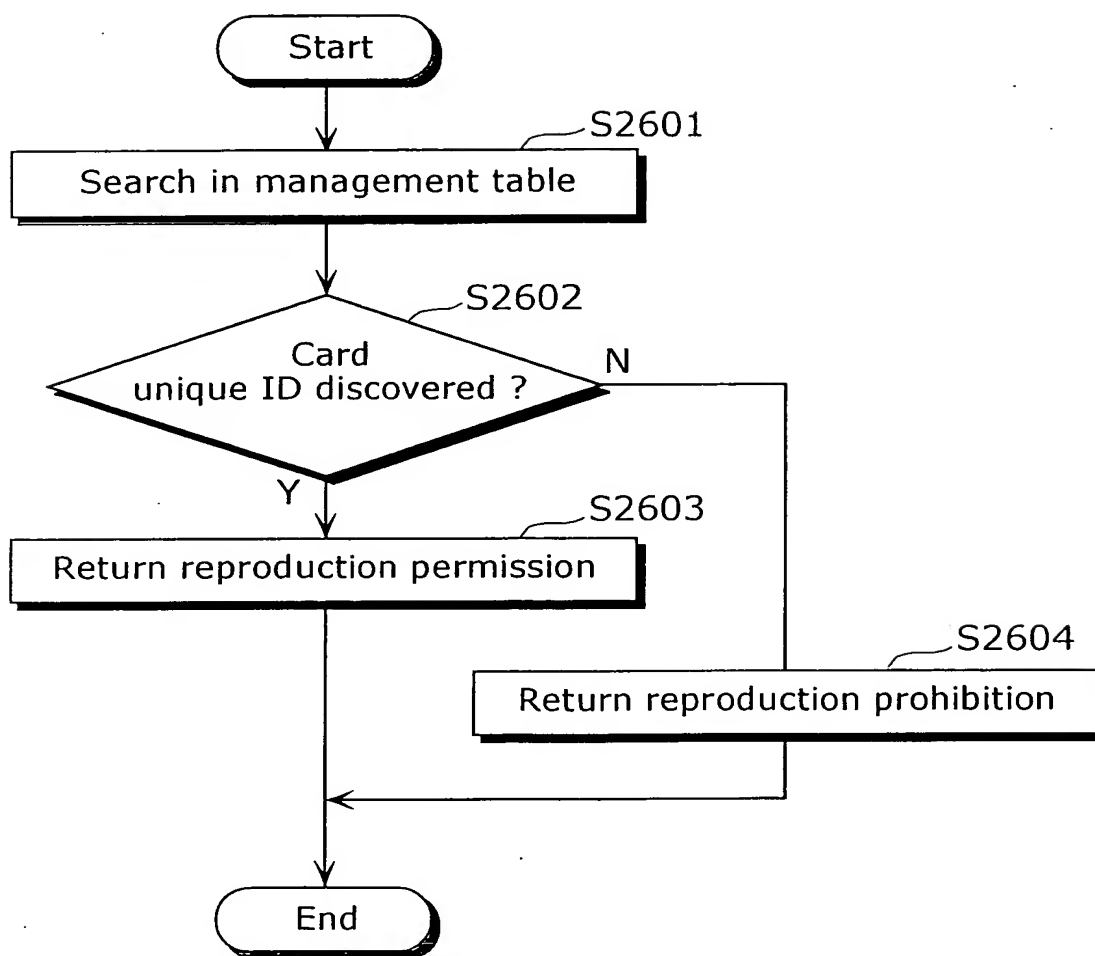 Start
S2601
Search in management table
S2602
Card
unique ID discovered ?
N
Y
S2603
Return reproduction permission
S2604
Return reproduction prohibition
End